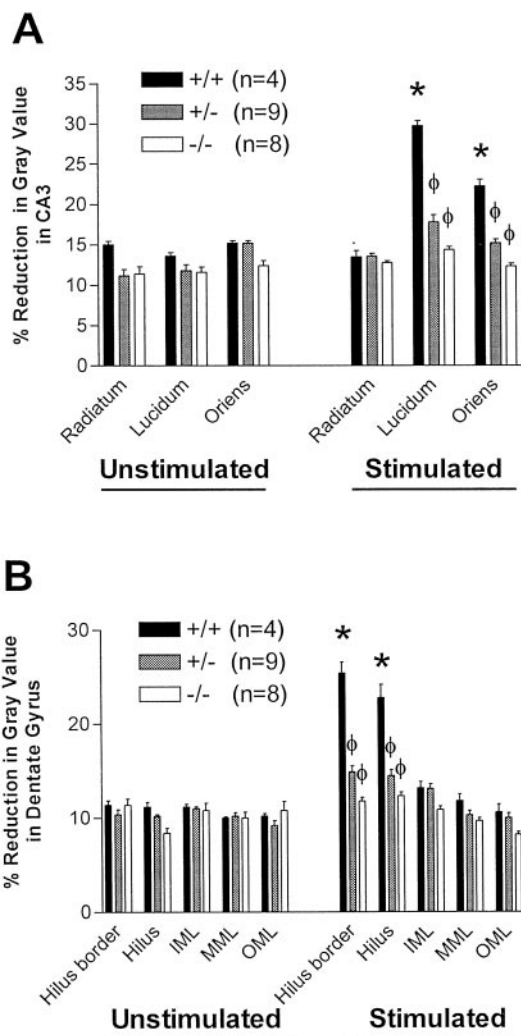 A
% Reduction in Gray Value
in CA3
35
30
25
20
15
10
5
0
+/+ (n=4)
+/- (n=9)
-/- (n=8)
*
*
ϕ
ϕ
ϕ
ϕ
Radiatum
Lucidum
Oriens
Radiatum
Lucidum
Oriens
Unstimulated
Stimulated
B
% Reduction in Gray Value
in Dentate Gyrus
30
20
10
0
+/+ (n=4)
+/- (n=9)
-/- (n=8)
*
*
ϕ
ϕ
ϕ
ϕ
Hilus border
Hilus
IML
MML
OML
Hilus border
Hilus
IML
MML
OML
Unstimulated
Stimulated